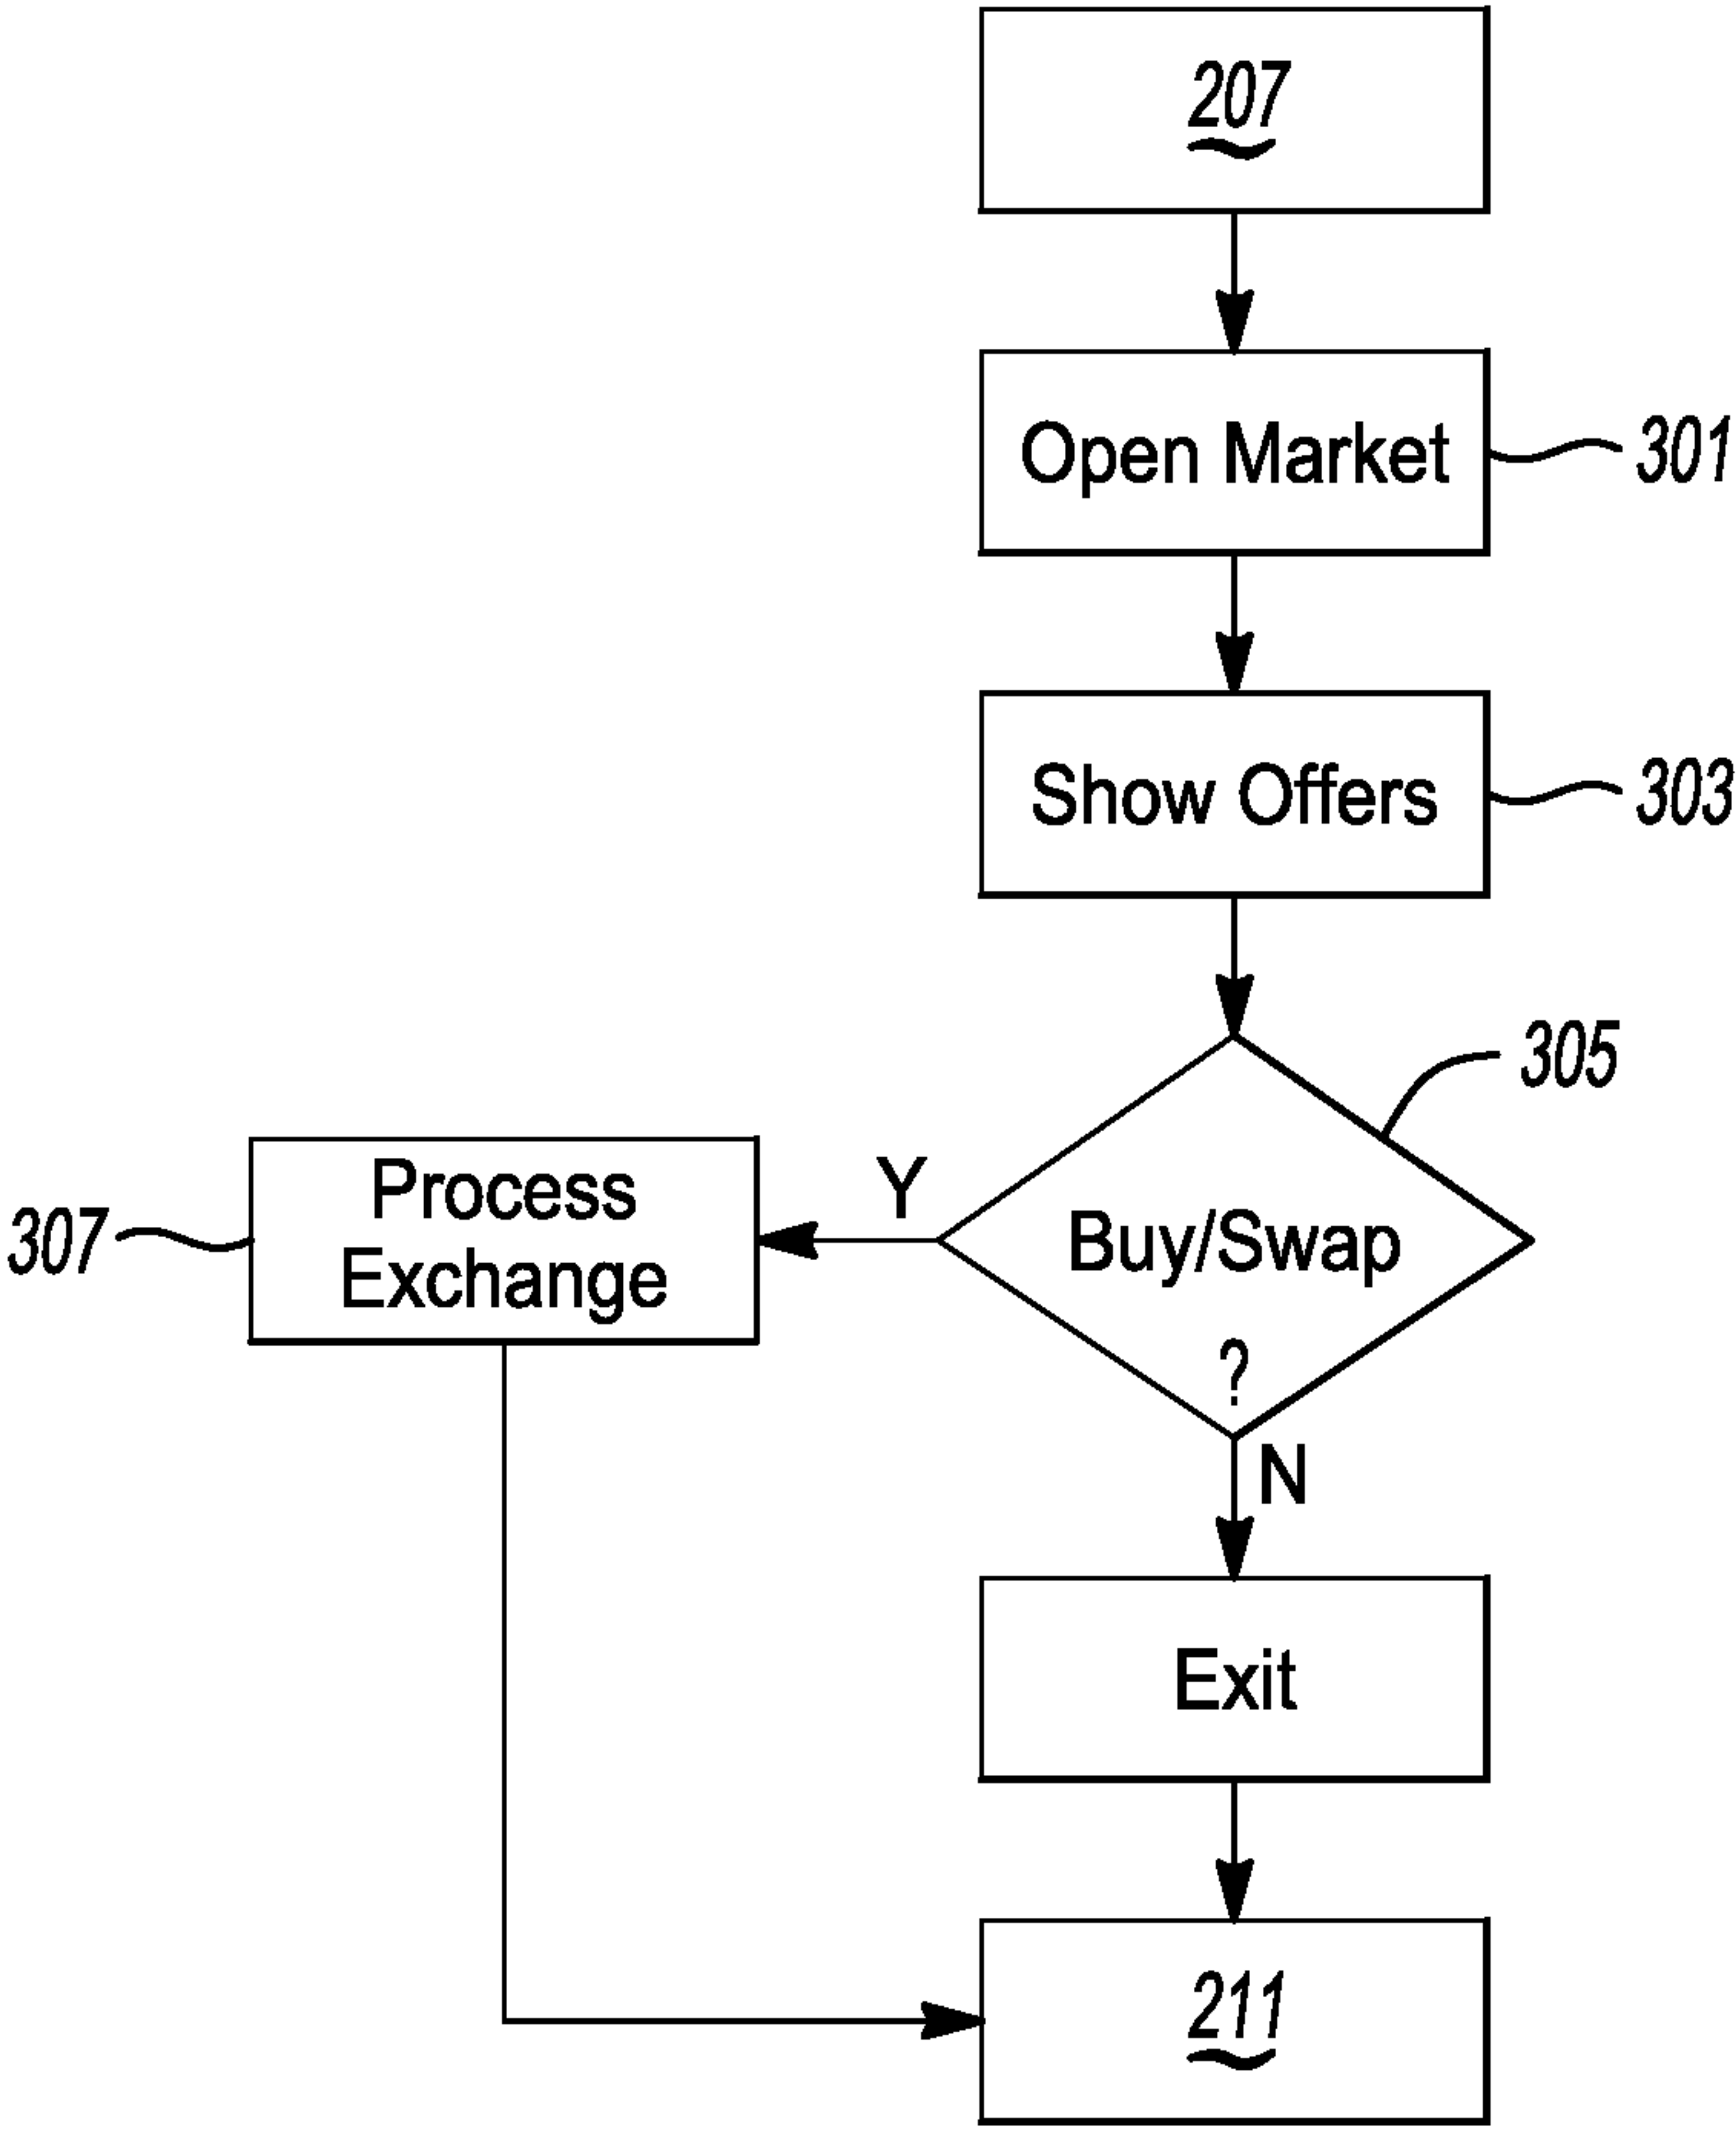 207
Open Market
301
Show Offers
303
305
Process
Exchange
307
Y
Buy/Swap
?
N
Exit
211